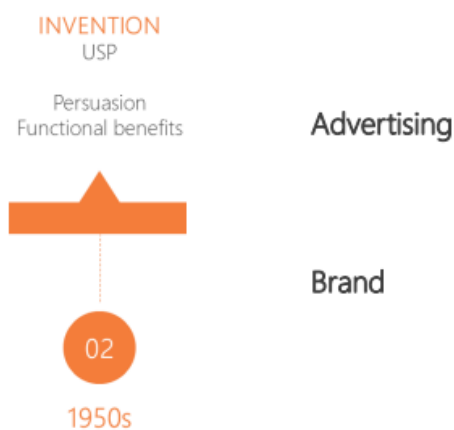 INVENTION
USP
Persuasion
Functional benefits
Advertising
Brand
02
1950s